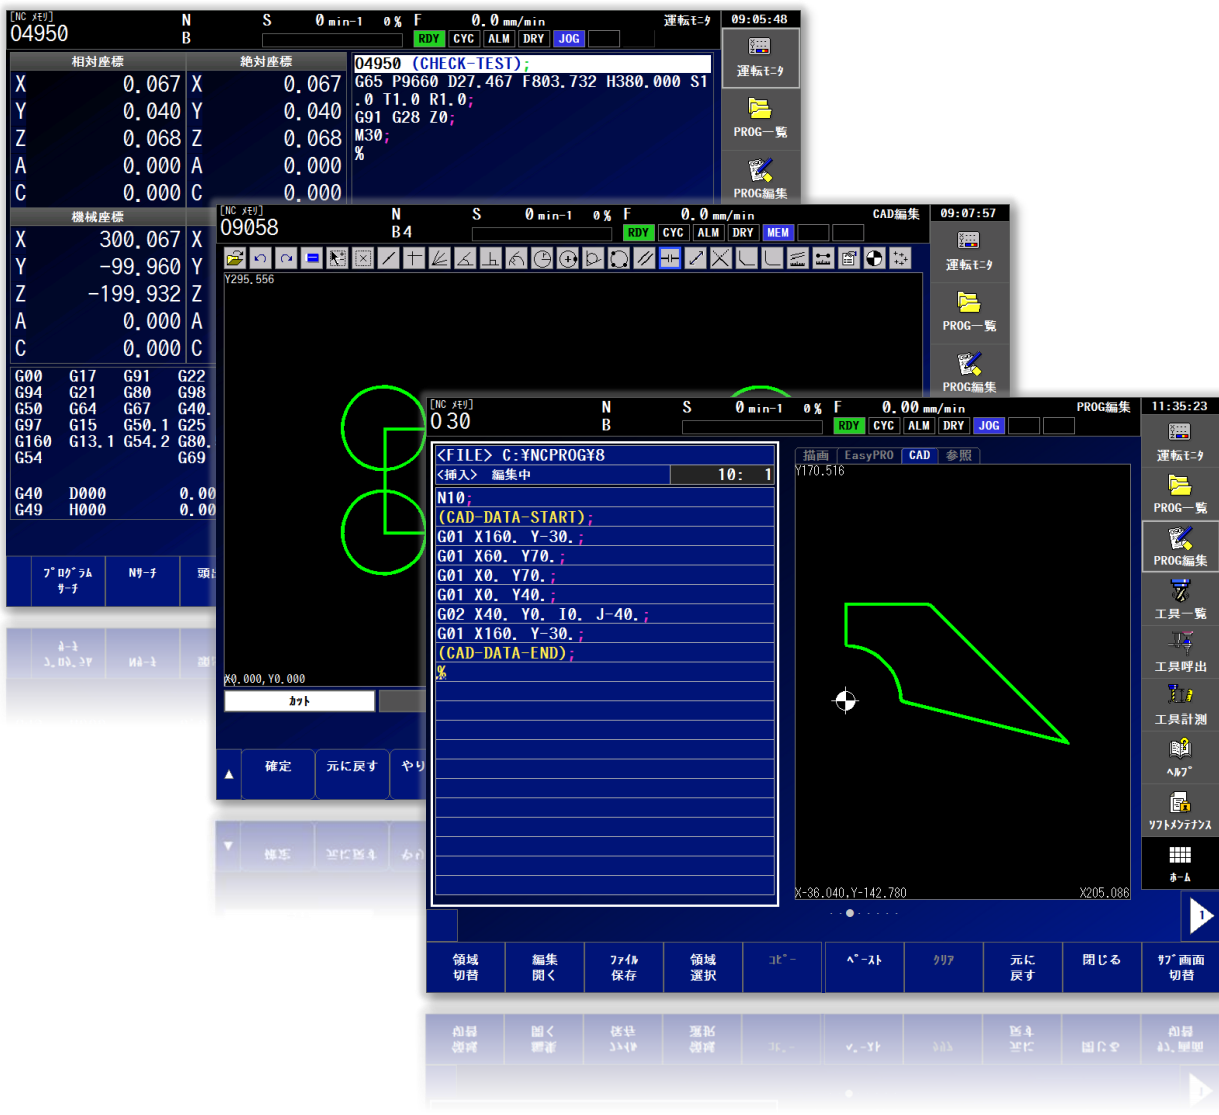 [NC ﾒﾓﾘ]
O4950
N
B
S 0 min-1 0% F 0.0 mm/min
運転ﾓﾆﾀ
RDY CYC ALM DRY JOG
09:05:48
運転ﾓﾆﾀ
PROG一覧
PROG編集
相対座標 絶対座標
X 0.067 X 0.067
Y 0.040 Y 0.040
Z 0.068 Z 0.068
A 0.000 A 0.000
C 0.000 C 0.000
O4950 (CHECK-TEST);
G65 P9660 D27.467 F803.732 H380.000 S1
.0 T1.0 R1.0;
G91 G28 Z0;
M30;
%
機械座標
X 300.067 X
Y -99.960 Y
Z -199.932 Z
A 0.000 A
C 0.000 C
G00 G17 G91 G22
G94 G21 G80 G98
G50 G64 G67 G40.
G97 G15 G50.1 G25
G160 G13.1 G54.2 G80.
G54 G69
G40 D000 0.00
G49 H000 0.00
ﾌﾟﾛｸﾞﾗﾑ
ｻｰﾁ
Nｻｰﾁ
頭
[NC ﾒﾓﾘ]
O9058
N
B4
S 0 min-1 0% F 0.0 mm/min
CAD編集
RDY CYC ALM DRY MEM
09:07:57
運転ﾓﾆﾀ
PROG一覧
PROG編集
Y295.556
X0.000,Y0.000
ｶｯﾄ
▲
確定
元に戻す
やり
[NC ﾒﾓﾘ]
O 30
N
B
S 0 min-1 0% F 0.00 mm/min
PROG編集
RDY CYC ALM DRY JOG
11:35:23
<FILE> C:¥NCPROG¥8
<挿入> 編集中 10: 1
N10;
(CAD-DATA-START);
G01 X160. Y-30.;
G01 X60. Y70.;
G01 X0. Y70.;
G01 X0. Y40.;
G02 X40. Y0. I0. J-40.;
G01 X160. Y-30.;
(CAD-DATA-END);
%
描画 EasyPRO CAD 参照
Y170.516
X-36.040,Y-142.780 X205.086
運転ﾓﾆﾀ
PROG一覧
PROG編集
工具一覧
工具呼出
工具計測
ﾍﾙﾌﾟ
ｿﾌﾄﾒﾝﾃﾅﾝｽ
ﾎｰﾑ
1
領域
切替
編集
開く
ﾌｧｲﾙ
保存
領域
選択
ｺﾋﾟｰ
ﾍﾟｰｽﾄ
ｸﾘｱ
元に
戻す
閉じる
ｻﾌﾞ画面
切替